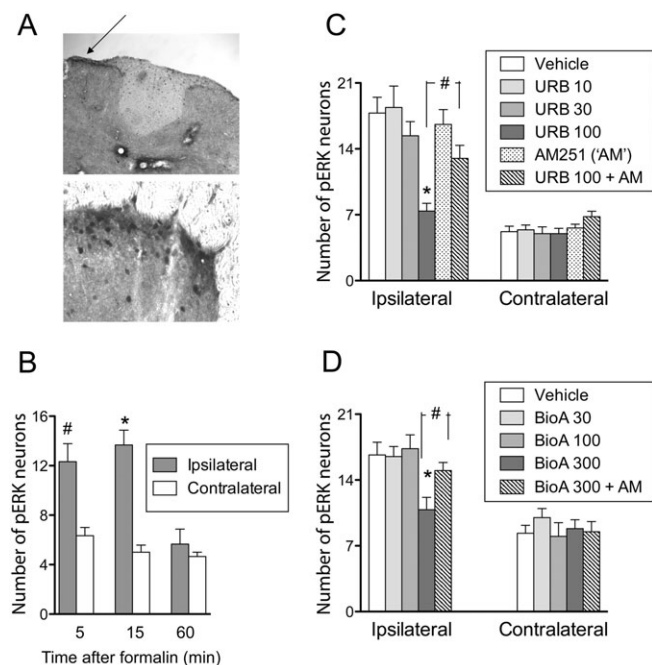 A
B
Number of pERK neurons
16
12
8
4
0
#
*
Ipsilateral
Contralateral
5 15 60
Time after formalin (min)
C
Number of pERK neurons
21
14
7
0
*
#
Vehicle
URB 10
URB 30
URB 100
AM251 ('AM')
URB 100 + AM
Ipsilateral Contralateral
D
Number of pERK neurons
21
14
7
0
*
#
Vehicle
BioA 30
BioA 100
BioA 300
BioA 300 + AM
Ipsilateral Contralateral